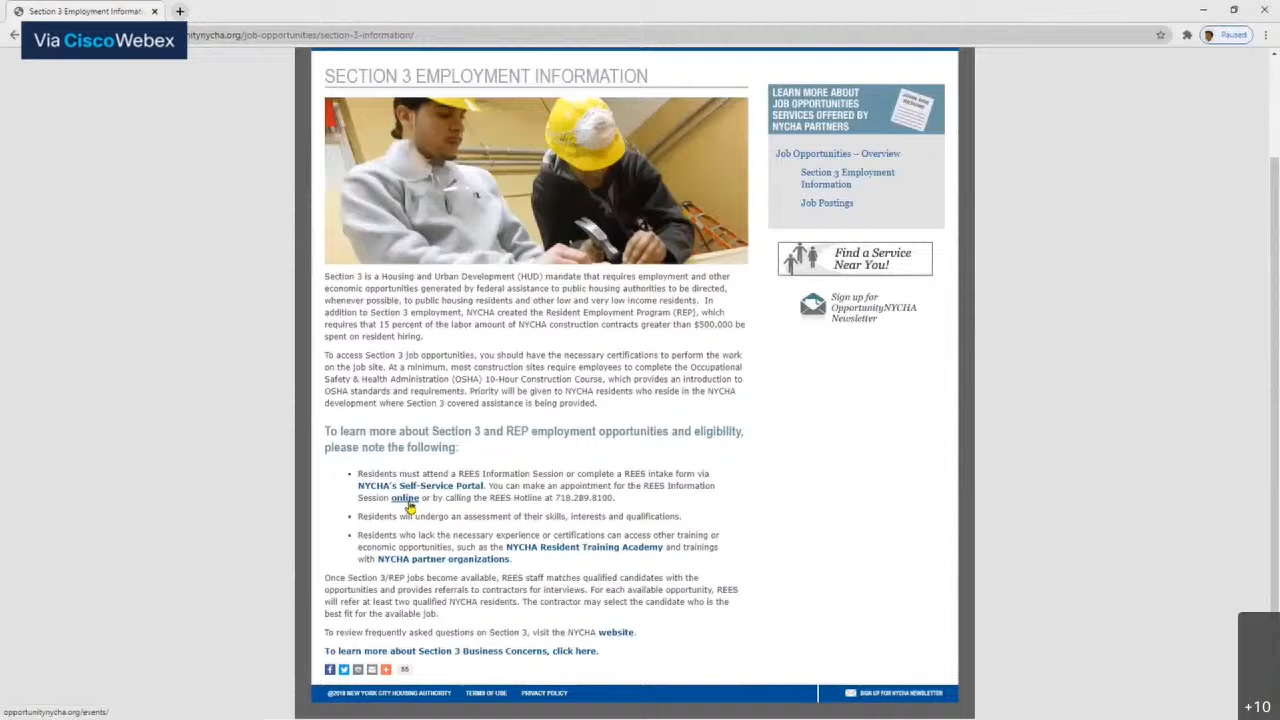 Section 3 Employment Informati
Via CiscoWebex
itynycha.org/job-opportunities/section-3-information/
Paused
SECTION 3 EMPLOYMENT INFORMATION
LEARN MORE ABOUT
JOB OPPORTUNITIES
SERVICES OFFERED BY
NYCHA PARTNERS
JOHN DOE
RESUME
Job Opportunities – Overview
Section 3 Employment
Information
Job Postings
Find a Service
Near You!
Sign up for
OpportunityNYCHA
Newsletter
Section 3 is a Housing and Urban Development (HUD) mandate that requires employment and other
economic opportunities generated by federal assistance to public housing authorities to be directed,
whenever possible, to public housing residents and other low and very low income residents. In
addition to Section 3 employment, NYCHA created the Resident Employment Program (REP), which
requires that 15 percent of the labor amount of NYCHA construction contracts greater than $500,000 be
spent on resident hiring.
To access Section 3 job opportunities, you should have the necessary certifications to perform the work
on the job site. At a minimum, most construction sites require employees to complete the Occupational
Safety & Health Administration (OSHA) 10-Hour Construction Course, which provides an introduction to
OSHA standards and requirements. Priority will be given to NYCHA residents who reside in the NYCHA
development where Section 3 covered assistance is being provided.
To learn more about Section 3 and REP employment opportunities and eligibility,
please note the following:
• Residents must attend a REES Information Session or complete a REES intake form via
NYCHA's Self-Service Portal. You can make an appointment for the REES Information
Session online or by calling the REES Hotline at 718.289.8100.
• Residents will undergo an assessment of their skills, interests and qualifications.
• Residents who lack the necessary experience or certifications can access other training or
economic opportunities, such as the NYCHA Resident Training Academy and trainings
with NYCHA partner organizations.
Once Section 3/REP jobs become available, REES staff matches qualified candidates with the
opportunities and provides referrals to contractors for interviews. For each available opportunity, REES
will refer at least two qualified NYCHA residents. The contractor may select the candidate who is the
best fit for the available job.
To review frequently asked questions on Section 3, visit the NYCHA website.
To learn more about Section 3 Business Concerns, click here.
55
@2019 NEW YORK CITY HOUSING AUTHORITY TERMS OF USE PRIVACY POLICY
SIGN UP FOR NYCHA NEWSLETTER
opportunitynycha.org/events/
+10